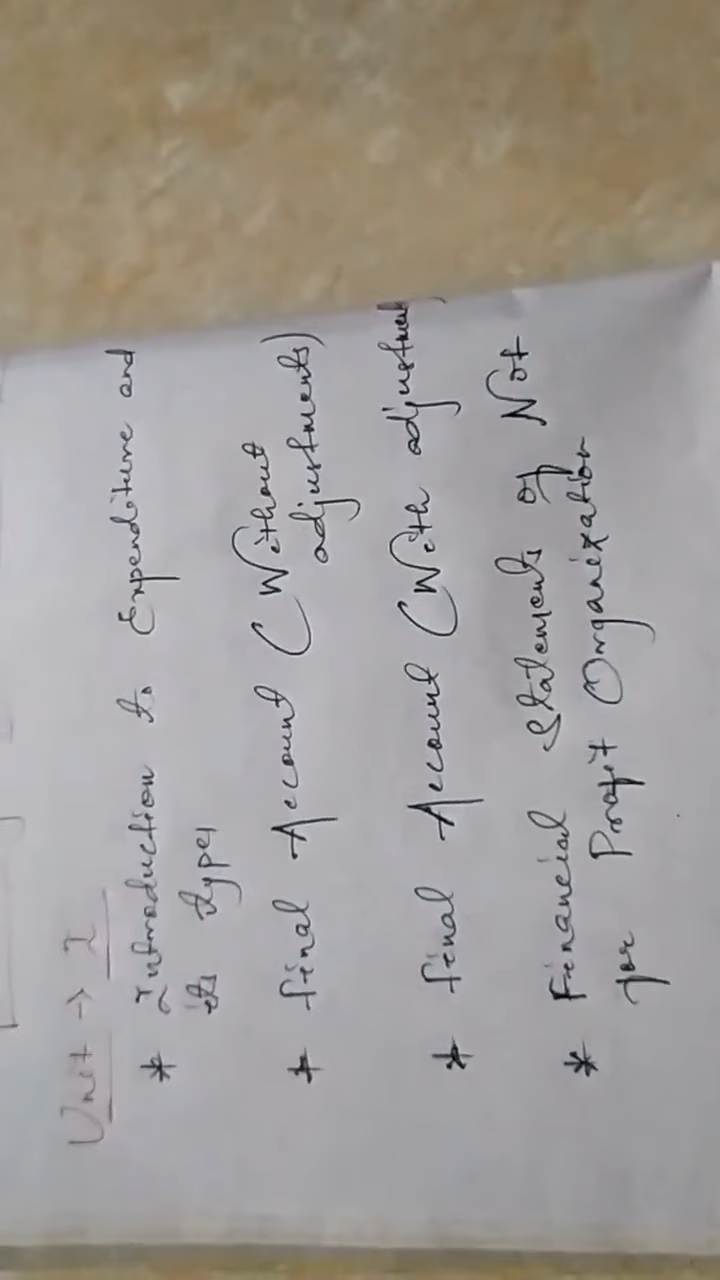 Unit → I
* Introduction to Expenditure and
its types
* final Account (Without
adjustments)
* final Account (With adjustment
* Financial Statements of Not
for Profit Organization